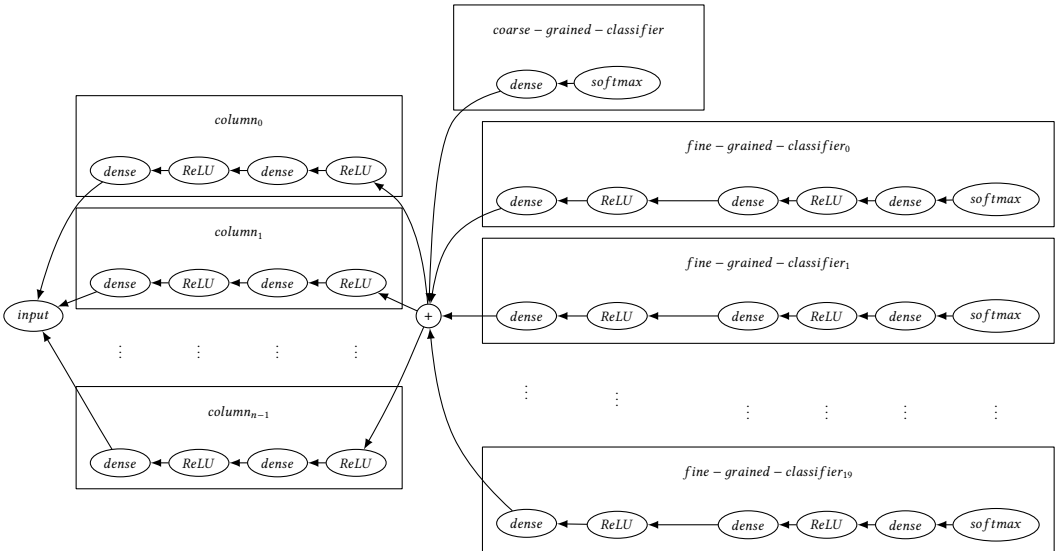 coarse − grained − classifier
dense softmax
column₀
dense ReLU dense ReLU
fine − grained − classifier₀
dense ReLU dense ReLU dense softmax
column₁
dense ReLU dense ReLU
fine − grained − classifier₁
input
+
dense ReLU dense ReLU dense softmax
⋮ ⋮ ⋮ ⋮
⋮ ⋮ ⋮ ⋮ ⋮ ⋮
columnₙ₋₁
dense ReLU dense ReLU
fine − grained − classifier₁₉
dense ReLU dense ReLU dense softmax